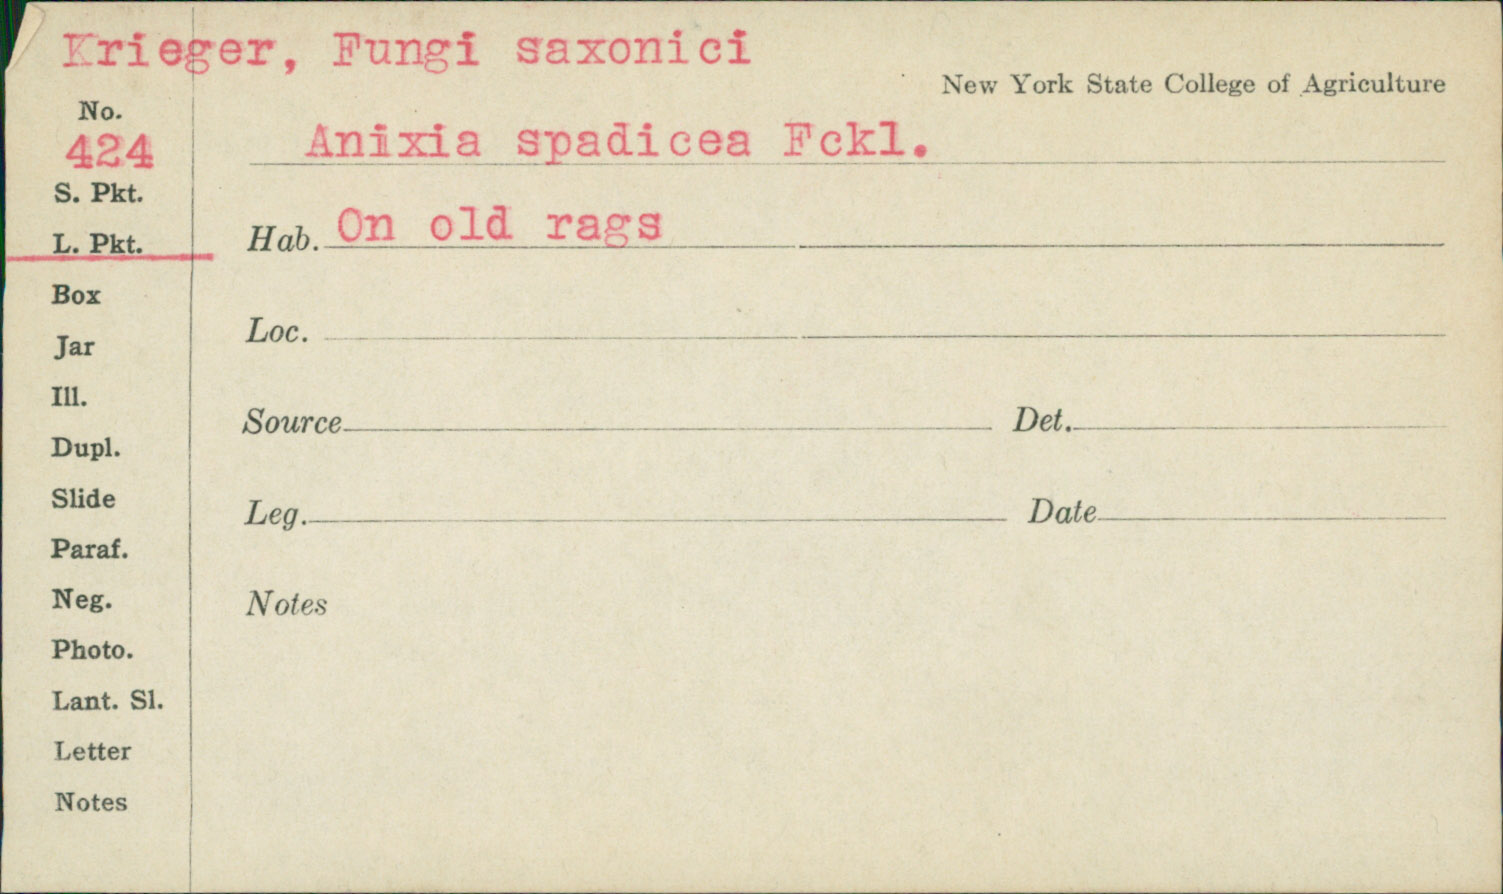 Krieger, Fungi saxonici
New York State College of Agriculture
No.
424
Anixia spadicea Fckl.
S. Pkt.
L. Pkt.
Hab. On old rags
Box
Loc.
Jar
Ill.
Source Det.
Dupl.
Slide
Leg. Date
Paraf.
Neg.
Notes
Photo.
Lant. Sl.
Letter
Notes